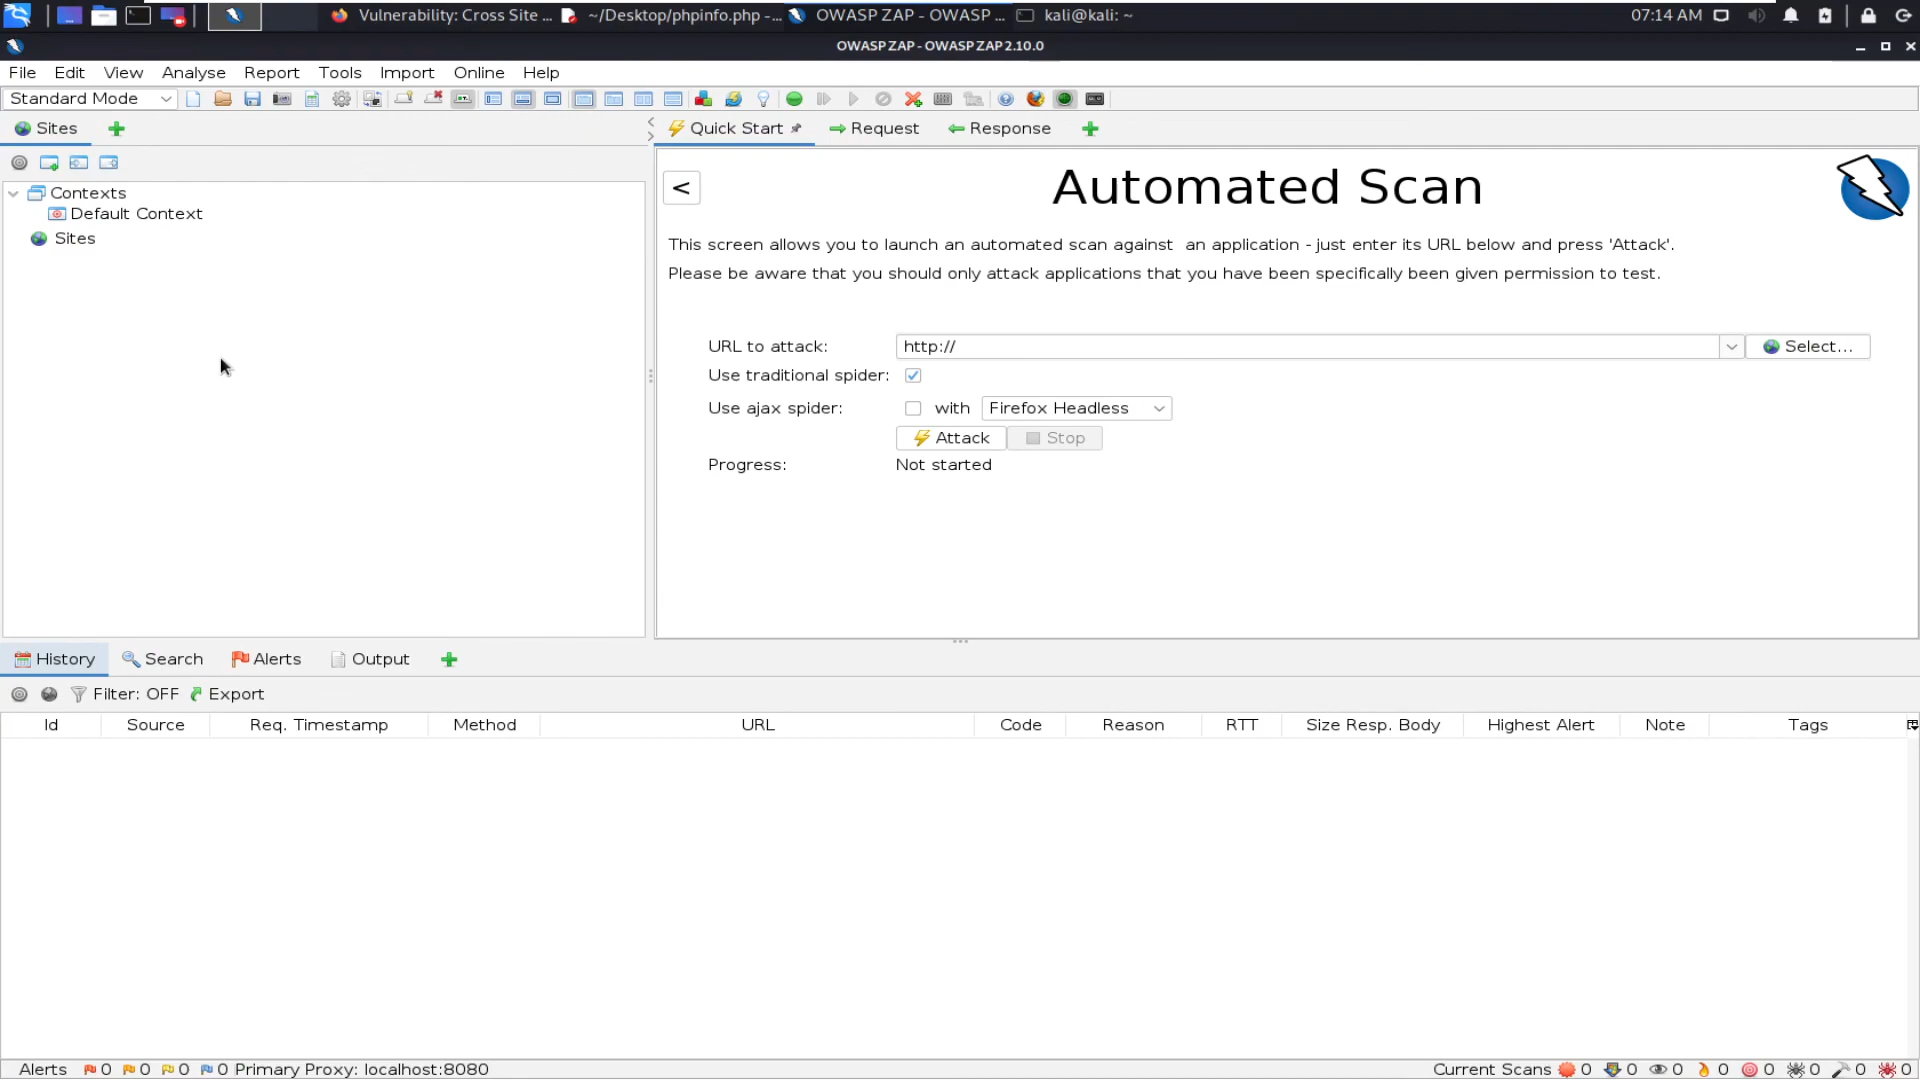 Vulnerability: Cross Site ... ~/Desktop/phpinfo.php -... OWASP ZAP - OWASP ... kali@kali: ~ 07:14 AM
OWASP ZAP - OWASP ZAP 2.10.0
File Edit View Analyse Report Tools Import Online Help
Standard Mode
Sites Quick Start Request Response
< Automated Scan
This screen allows you to launch an automated scan against an application - just enter its URL below and press 'Attack'.
Please be aware that you should only attack applications that you have been specifically been given permission to test.
Contexts
Default Context
Sites
URL to attack: http:// Select...
Use traditional spider:
Use ajax spider: with Firefox Headless
Attack Stop
Progress: Not started
History Search Alerts Output
Filter: OFF Export
Id Source Req. Timestamp Method URL Code Reason RTT Size Resp. Body Highest Alert Note Tags
Alerts 0 0 0 0 Primary Proxy: localhost:8080 Current Scans 0 0 0 0 0 0 0 0